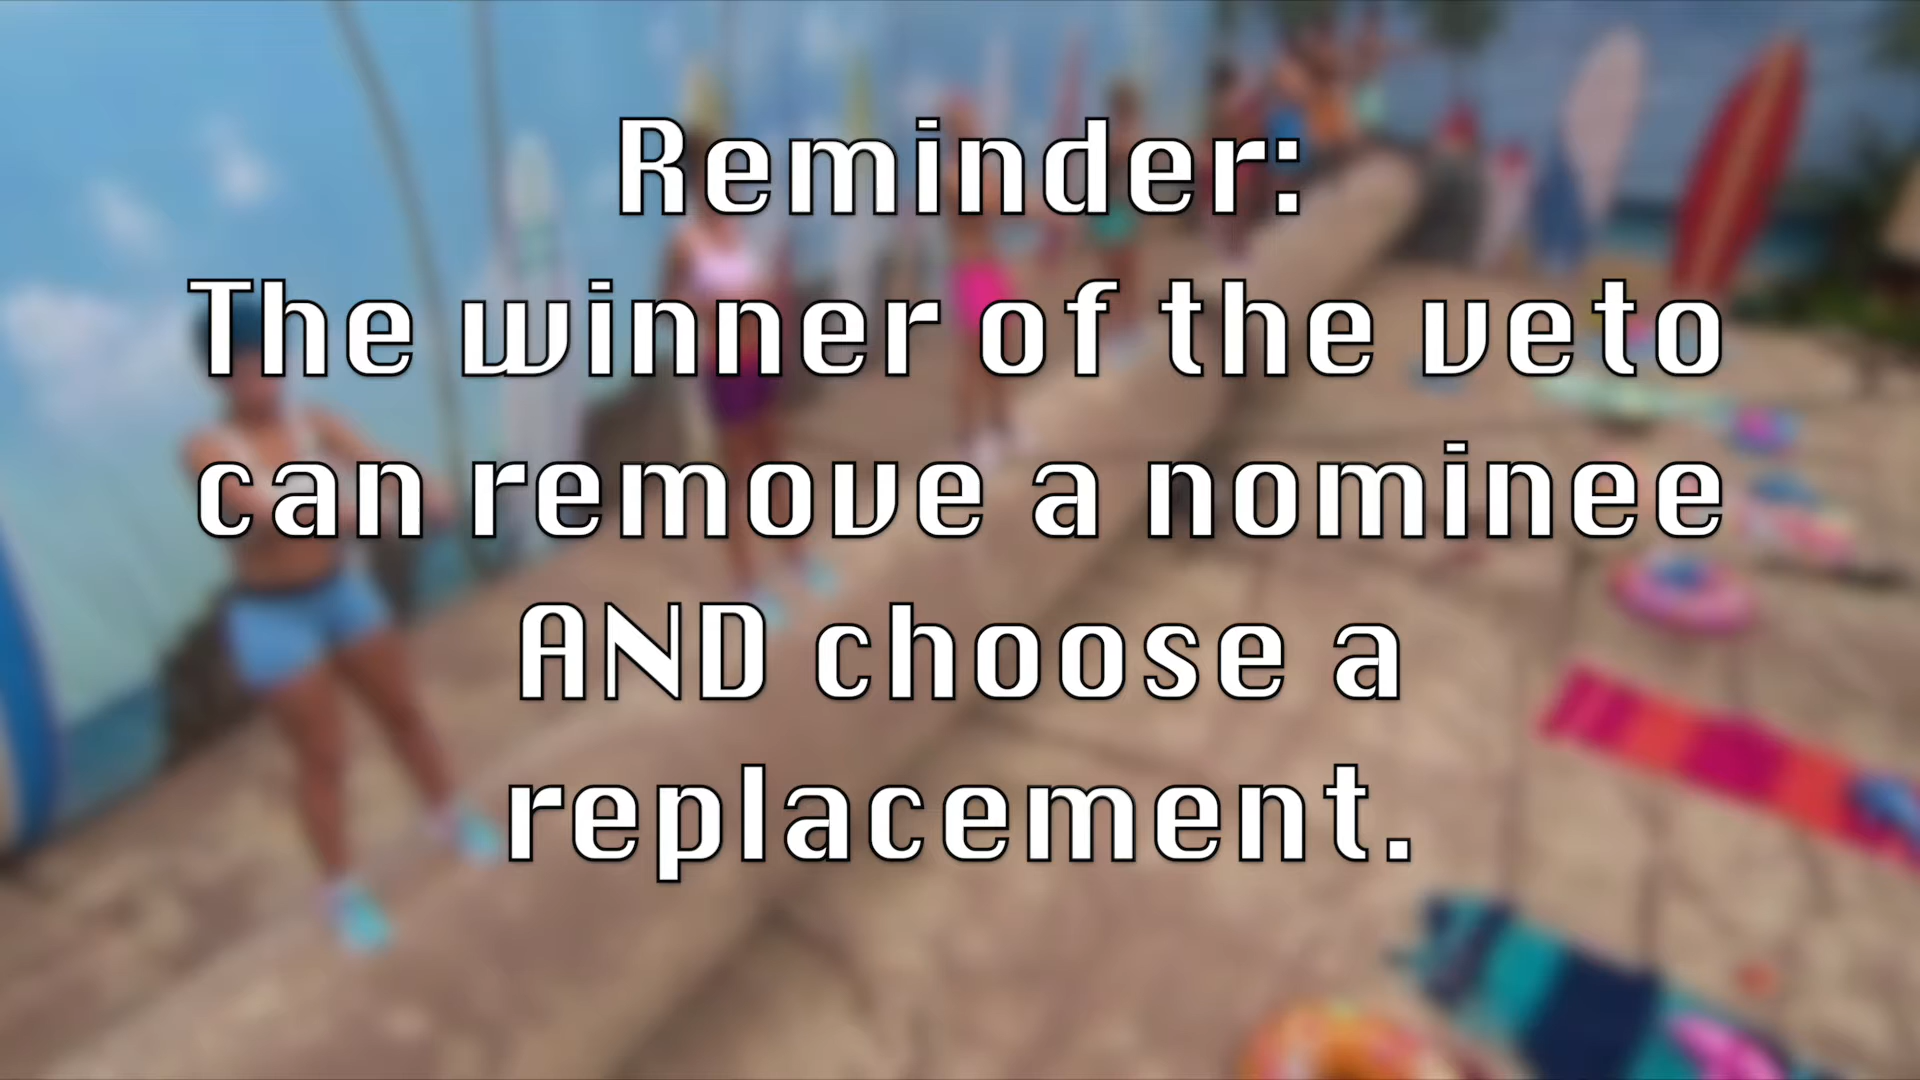 Reminder:
The winner of the veto
can remove a nominee
AND choose a
replacement.